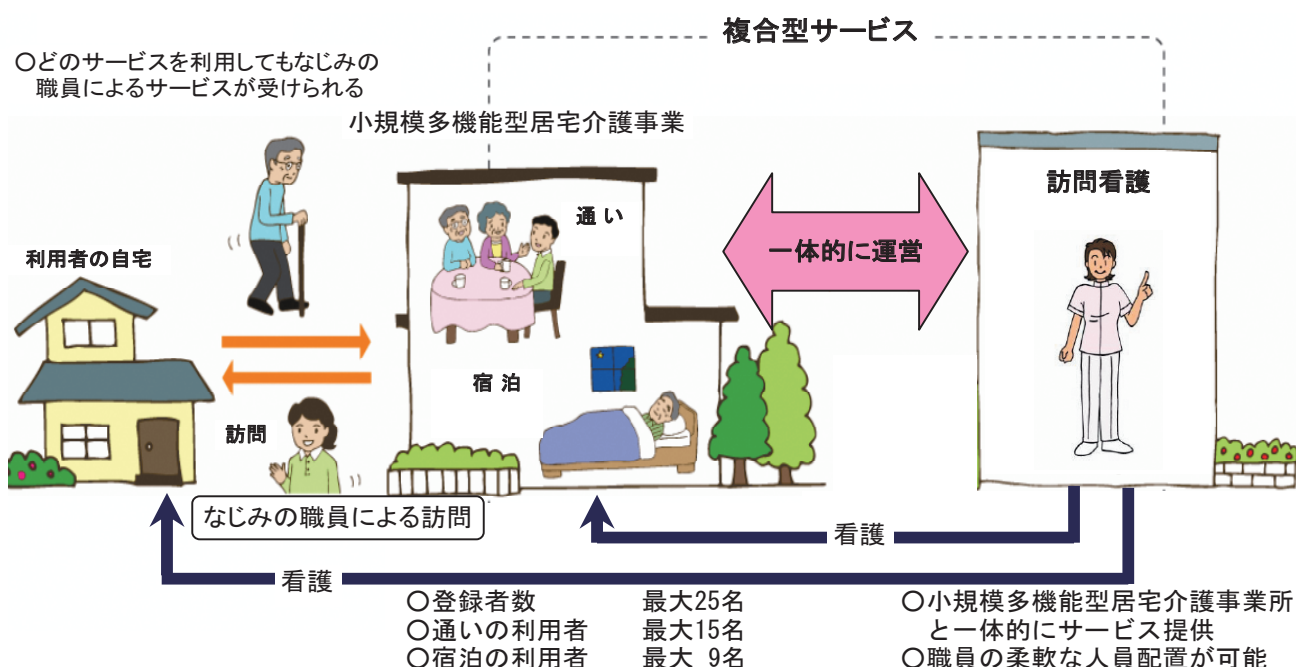 複合型サービス
○どのサービスを利用してもなじみの
職員によるサービスが受けられる
小規模多機能型居宅介護事業
訪問看護
通い
一体的に運営
利用者の自宅
宿泊
訪問
なじみの職員による訪問
看護
看護
○登録者数 最大25名
○通いの利用者 最大15名
○宿泊の利用者 最大 9名
○小規模多機能型居宅介護事業所
と一体的にサービス提供
○職員の柔軟な人員配置が可能